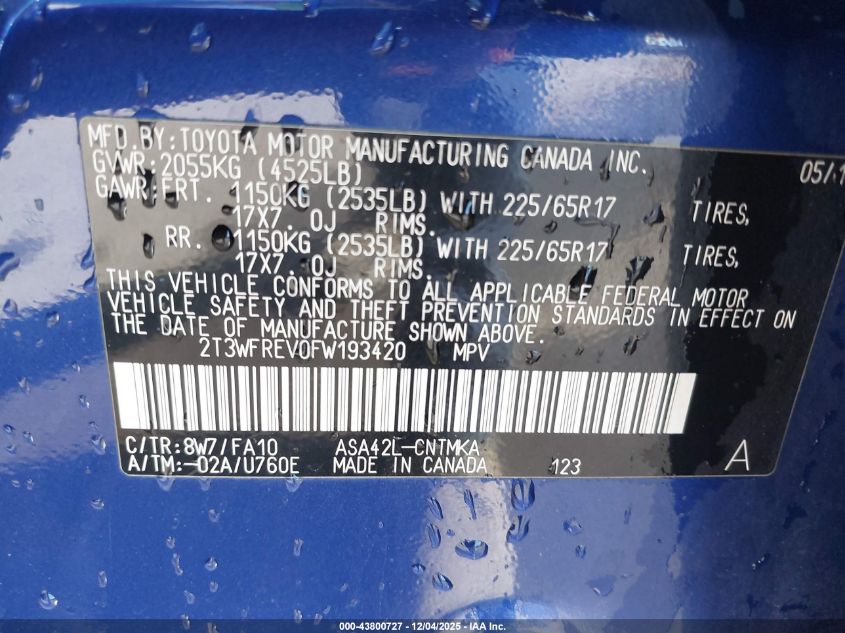 MFD.BY:TOYOTA MOTOR MANUFACTURING CANADA INC. 05/1
GVWR:2055KG (4525LB)
GAWR:FRT. 1150KG (2535LB) WITH 225/65R17 TIRES,
17X7.0J RIMS.
RR. 1150KG (2535LB) WITH 225/65R17 TIRES,
17X7.0J RIMS.
THIS VEHICLE CONFORMS TO ALL APPLICABLE FEDERAL MOTOR
VEHICLE SAFETY AND THEFT PREVENTION STANDARDS IN EFFECT ON
THE DATE OF MANUFACTURE SHOWN ABOVE.
2T3WFREV0FW193420 MPV
C/TR:8W7/FA10 ASA42L-CNTMKA
A/TM:-02A/U760E MADE IN CANADA 123 A
000-43800727 - 12/04/2025 - IAA Inc.